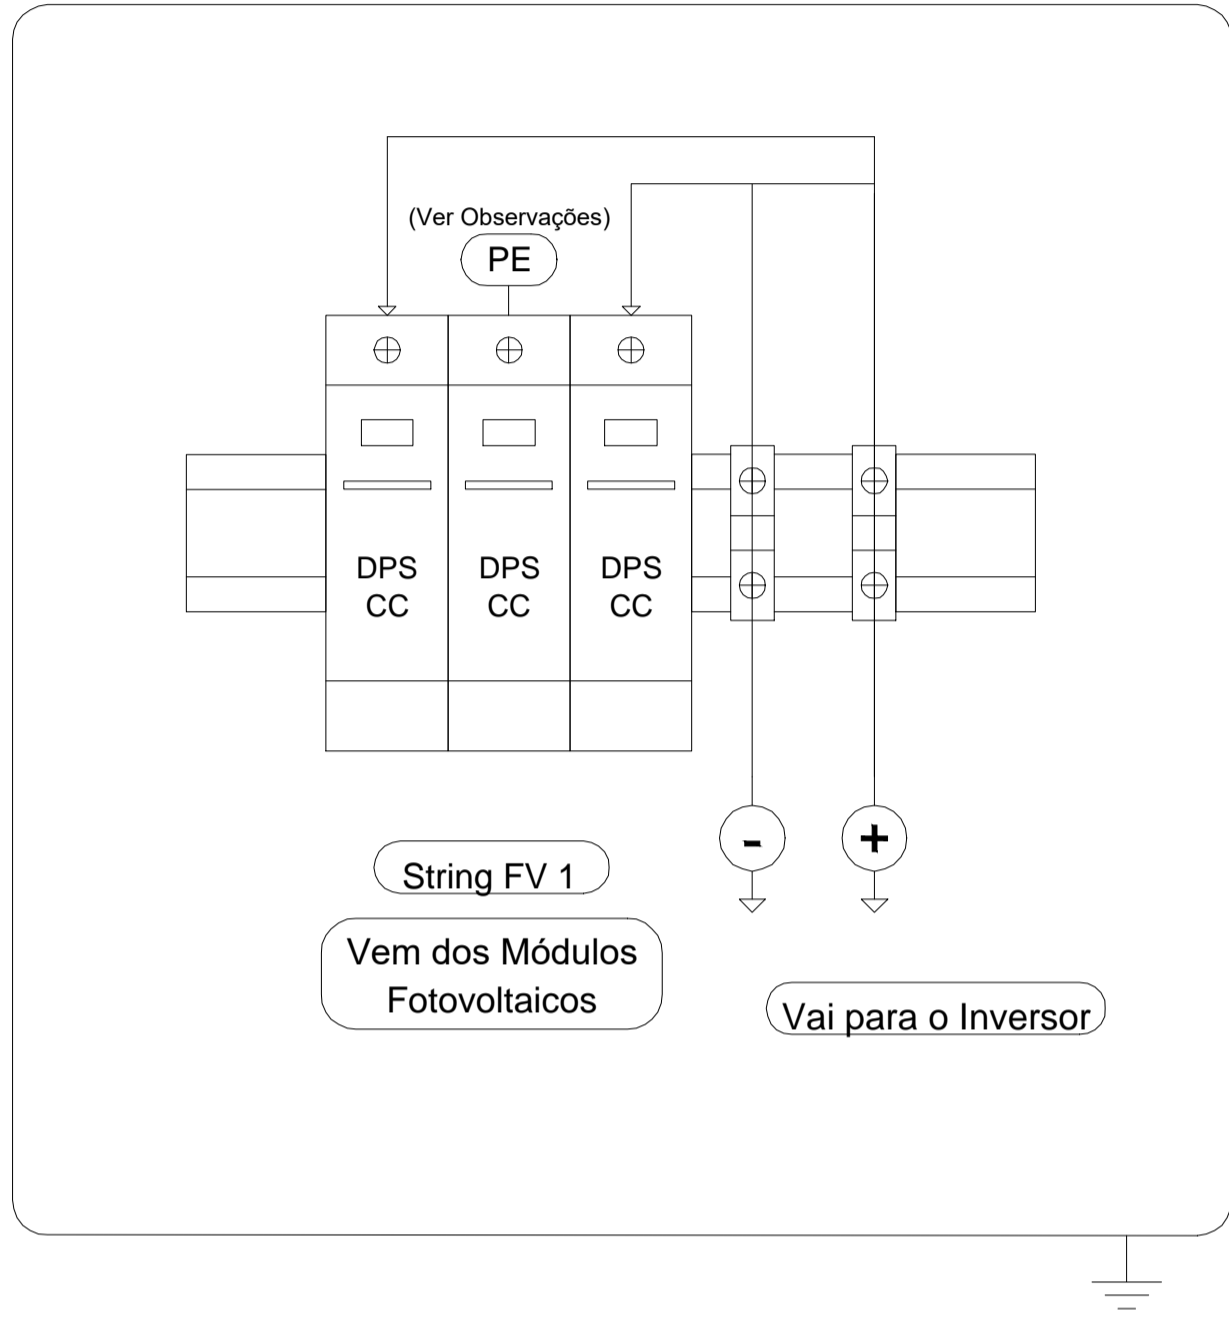 (Ver Observações)
PE
DPS
CC
DPS
CC
DPS
CC
-
+
String FV 1
Vem dos Módulos
Fotovoltaicos
Vai para o Inversor